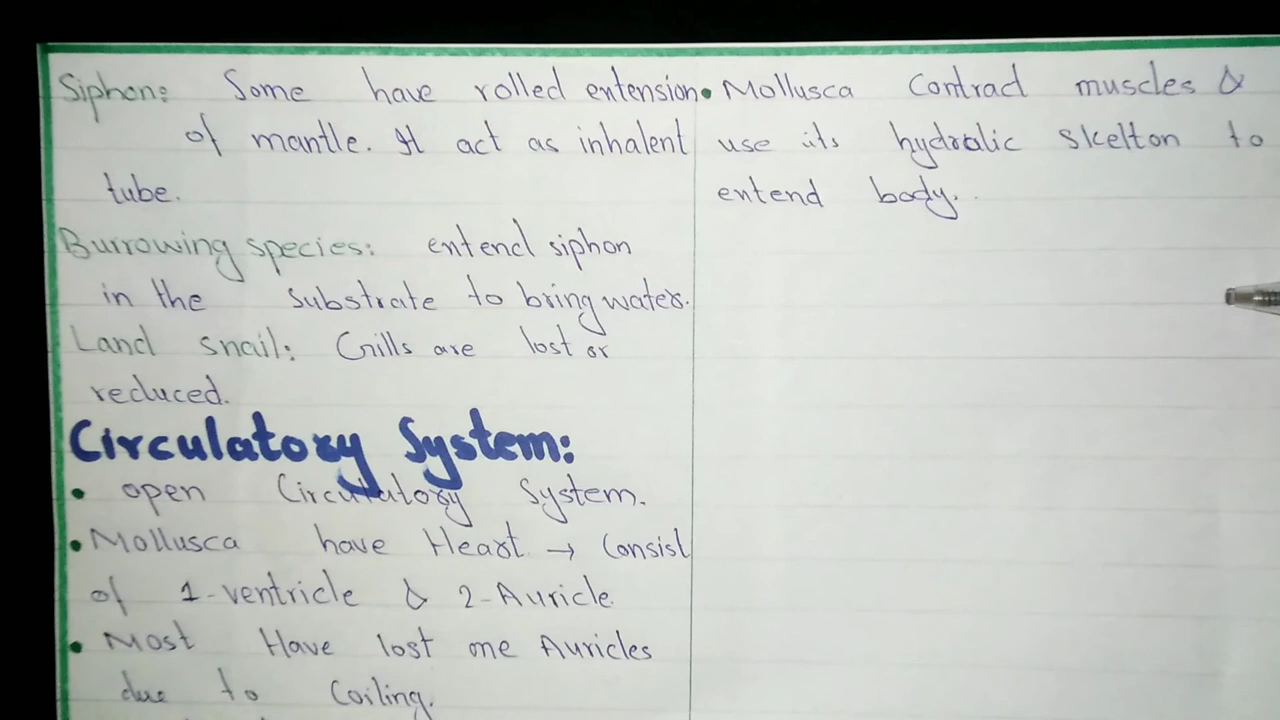 Siphon: Some have rolled extension
of mantle. It act as inhalent
tube.
Burrowing species: entend siphon
in the substrate to bring water.
Land snail: Gills are lost or
reduced.
Circulatory System:
• open Circulatory System.
• Mollusca have Heart → Consist
of 1-ventricle & 2-Auricle.
• Most Have lost one Auricles
due to Coiling.
• Mollusca Contract muscles &
use its hydralic skelton to
entend body.